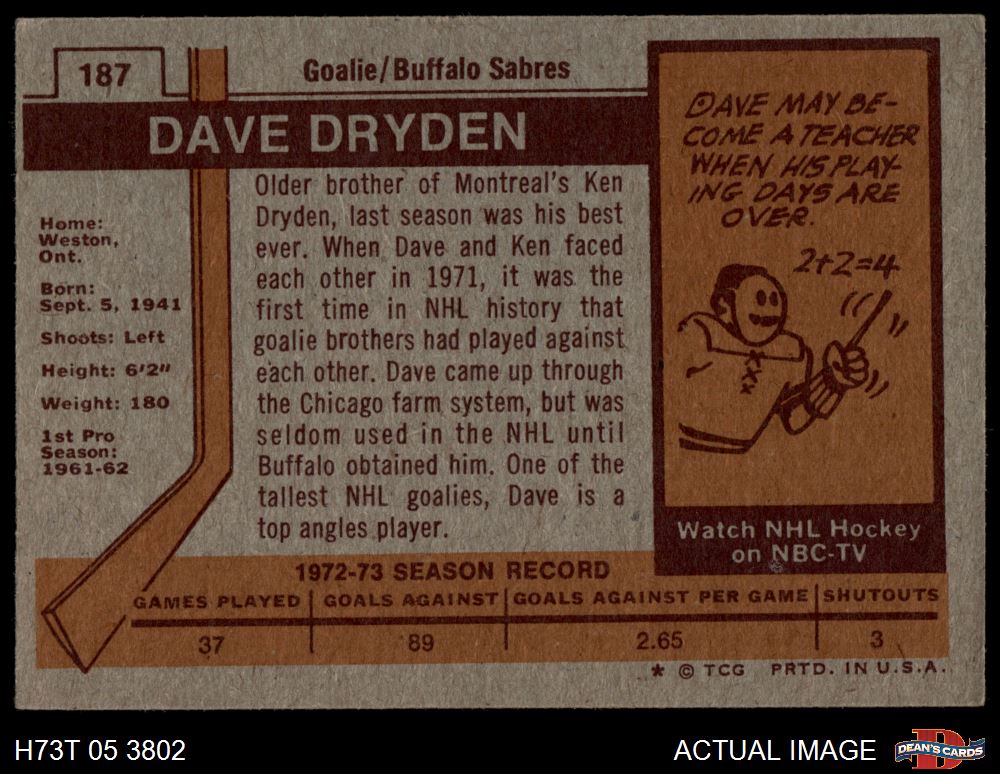 187
Goalie/Buffalo Sabres
DAVE DRYDEN
Home:
Weston,
Ont.
Born:
Sept. 5, 1941
Shoots: Left
Height: 6'2"
Weight: 180
1st Pro
Season:
1961-62
Older brother of Montreal's Ken
Dryden, last season was his best
ever. When Dave and Ken faced
each other in 1971, it was the
first time in NHL history that
goalie brothers had played against
each other. Dave came up through
the Chicago farm system, but was
seldom used in the NHL until
Buffalo obtained him. One of the
tallest NHL goalies, Dave is a
top angles player.
DAVE MAY BE-
COME A TEACHER
WHEN HIS PLAY-
ING DAYS ARE
OVER.
2+2=4
Watch NHL Hockey
on NBC-TV
1972-73 SEASON RECORD
GAMES PLAYED GOALS AGAINST GOALS AGAINST PER GAME SHUTOUTS
37 89 2.65 3
* © TCG PRTD. IN U.S.A.
H73T 05 3802
ACTUAL IMAGE
D
DEAN'S CARDS